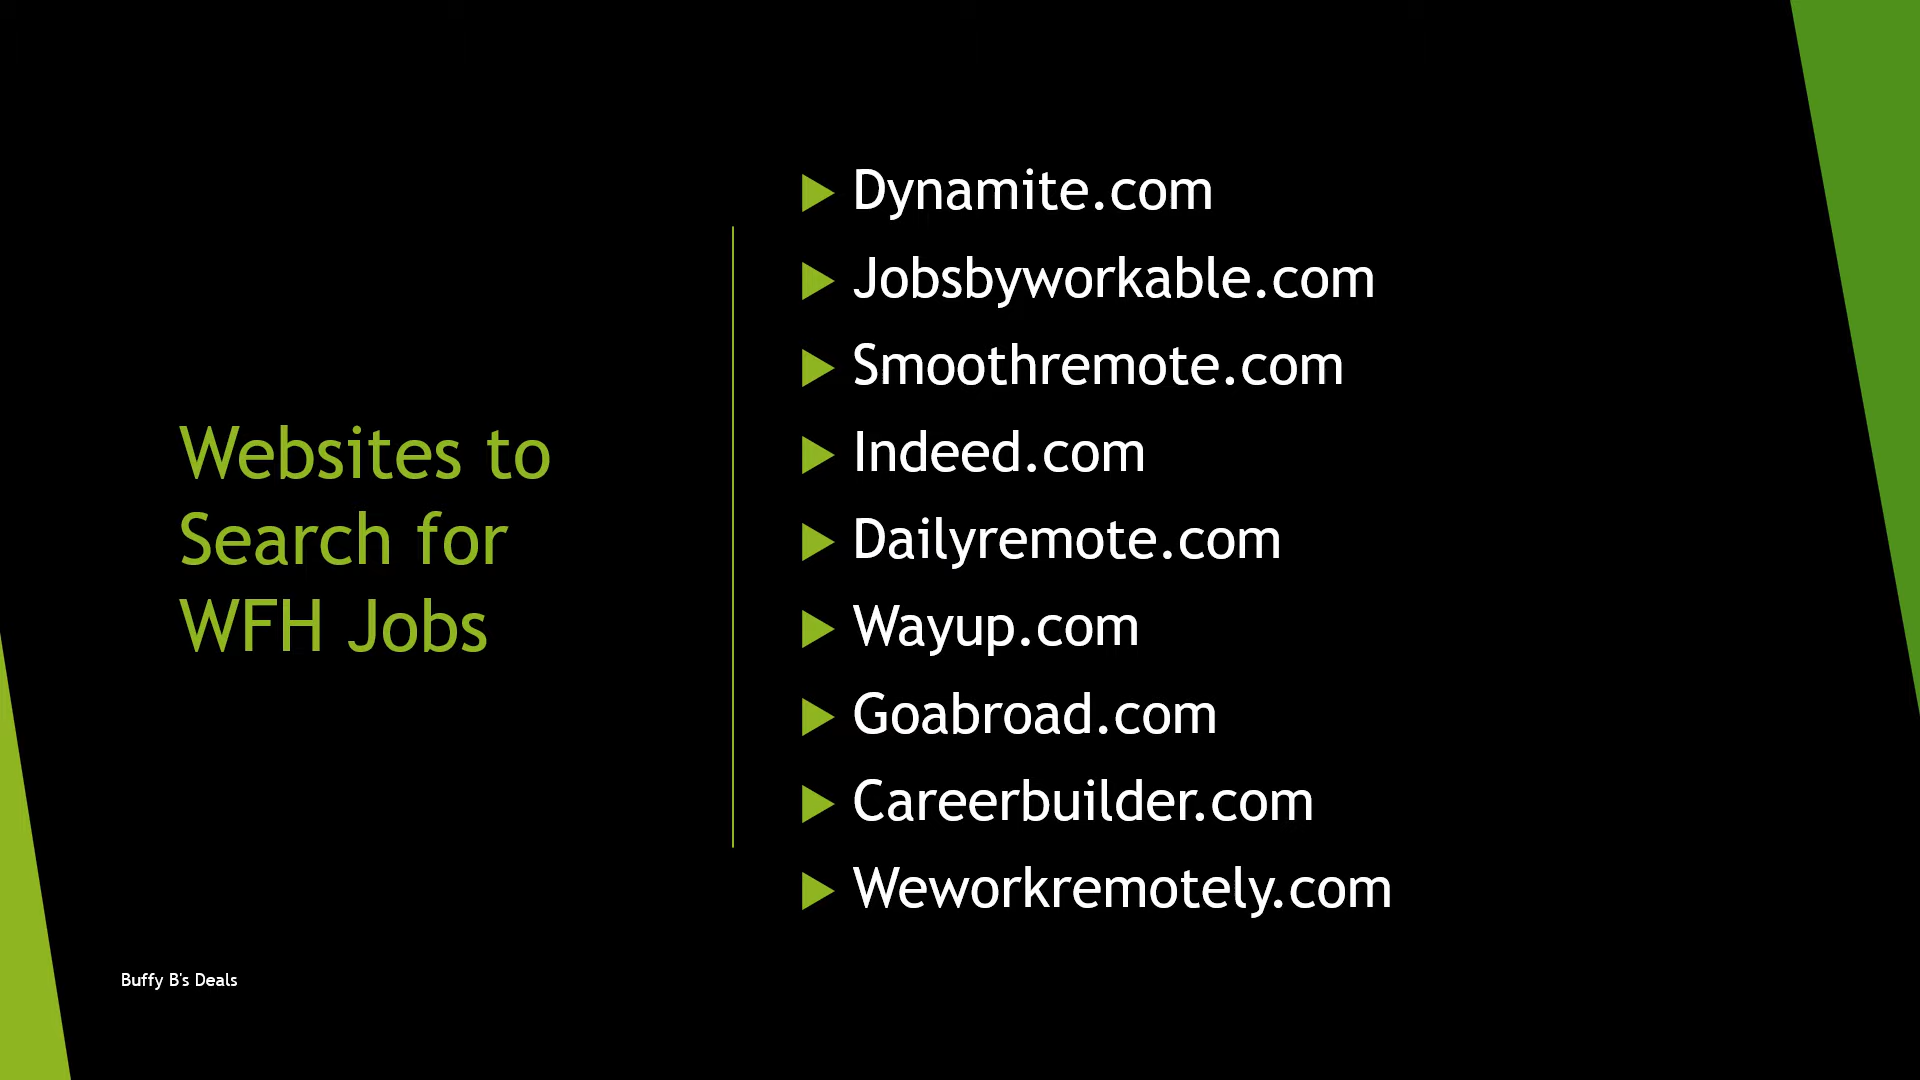 Websites to
Search for
WFH Jobs
Dynamite.com
Jobsbyworkable.com
Smoothremote.com
Indeed.com
Dailyremote.com
Wayup.com
Goabroad.com
Careerbuilder.com
Weworkremotely.com
Buffy B's Deals